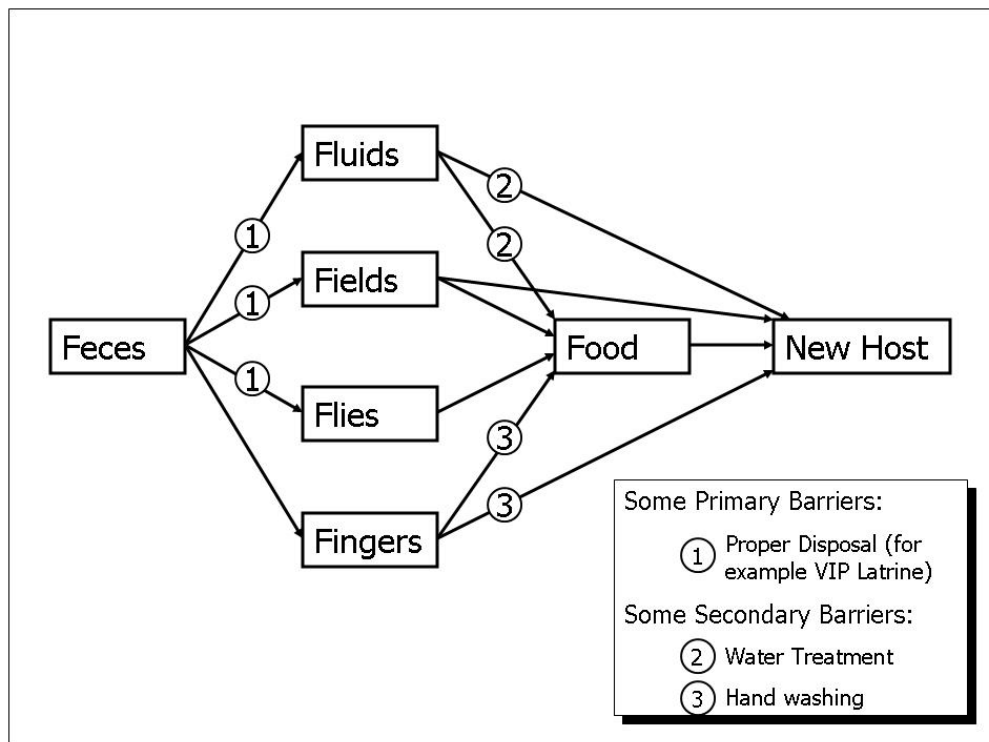 Fluids
2
2
1
Fields
1
Feces
Food
New Host
1
Flies
3
3
Fingers
Some Primary Barriers:
1 Proper Disposal (for
example VIP Latrine)
Some Secondary Barriers:
2 Water Treatment
3 Hand washing